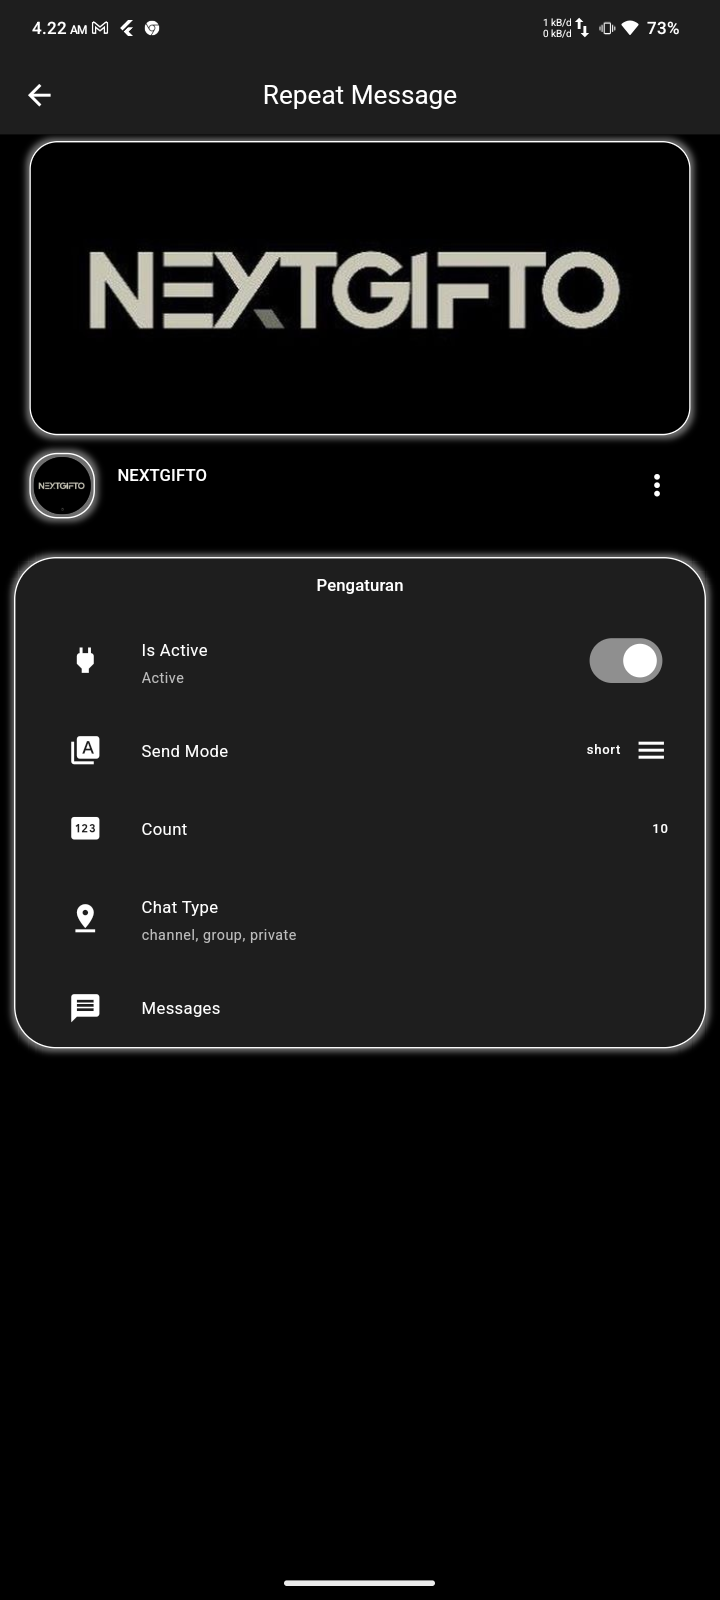 4.22 AM
1 kB/d
0 kB/d
73%
Repeat Message
NEXTGIFTO
NEXTGIFTO
NEXTGIFTO
Pengaturan
Is Active
Active
Send Mode
short
A
Count
10
123
Chat Type
channel, group, private
Messages